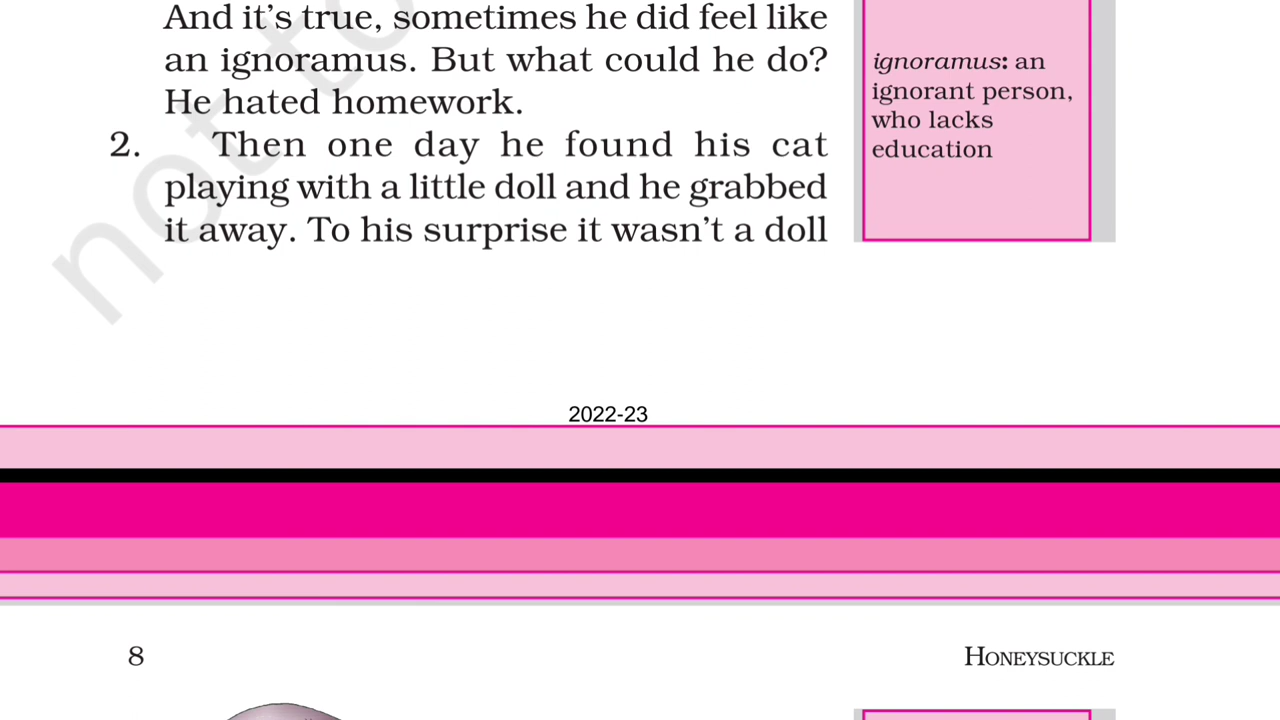 And it's true, sometimes he did feel like
an ignoramus. But what could he do?
He hated homework.
2. Then one day he found his cat
playing with a little doll and he grabbed
it away. To his surprise it wasn't a doll
ignoramus: an
ignorant person,
who lacks
education
not to
2022-23
8
HONEYSUCKLE